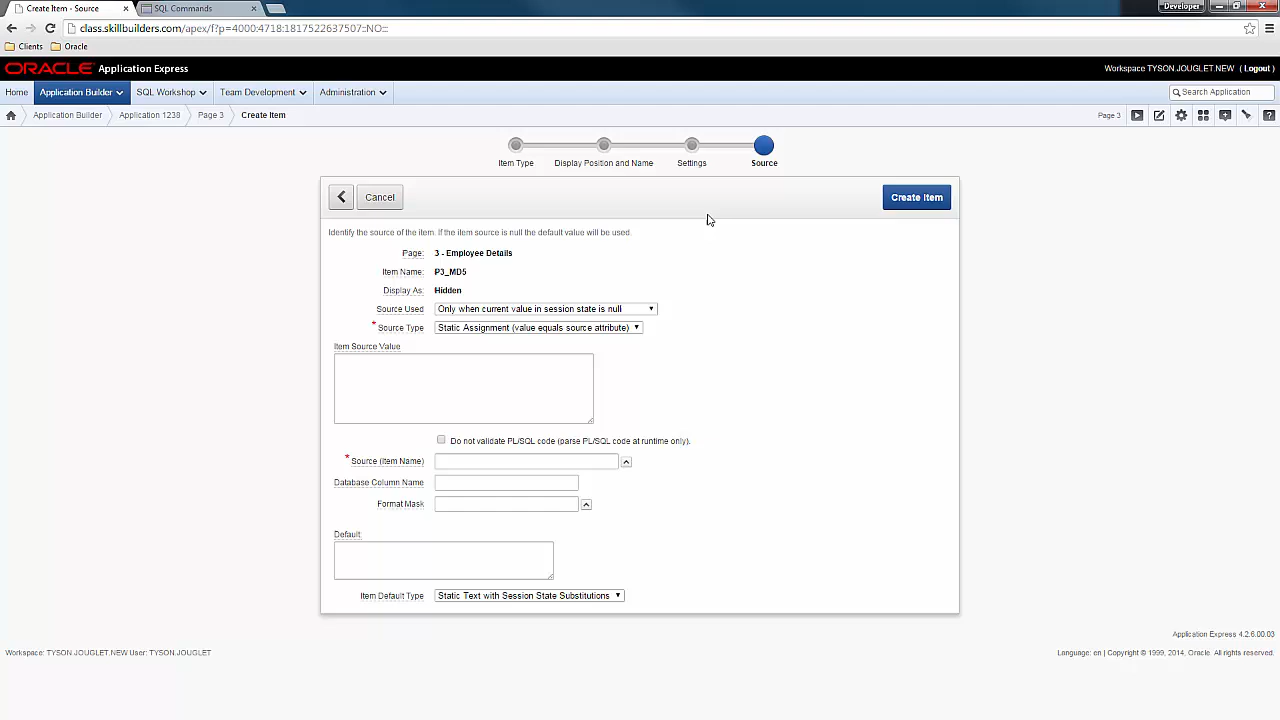 Create Item - Source
SQL Commands
Developer
class.skillbuilders.com/apex/f?p=4000:4718:1817522637507::NO:::
Clients Oracle
ORACLE Application Express
Workspace TYSON.JOUGLET.NEW ( Logout )
Home Application Builder SQL Workshop Team Development Administration Search Application
Application Builder Application 1238 Page 3 Create Item Page 3
Item Type Display Position and Name Settings Source
Cancel Create Item
Identify the source of the item. If the item source is null the default value will be used.
Page: 3 - Employee Details
Item Name: P3_MD5
Display As: Hidden
Source Used Only when current value in session state is null
* Source Type Static Assignment (value equals source attribute)
Item Source Value
Do not validate PL/SQL code (parse PL/SQL code at runtime only).
* Source (Item Name)
Database Column Name
Format Mask
Default
Item Default Type Static Text with Session State Substitutions
Application Express 4.2.6.00.03
Workspace: TYSON.JOUGLET.NEW User: TYSON.JOUGLET
Language: en | Copyright © 1999, 2014, Oracle. All rights reserved.